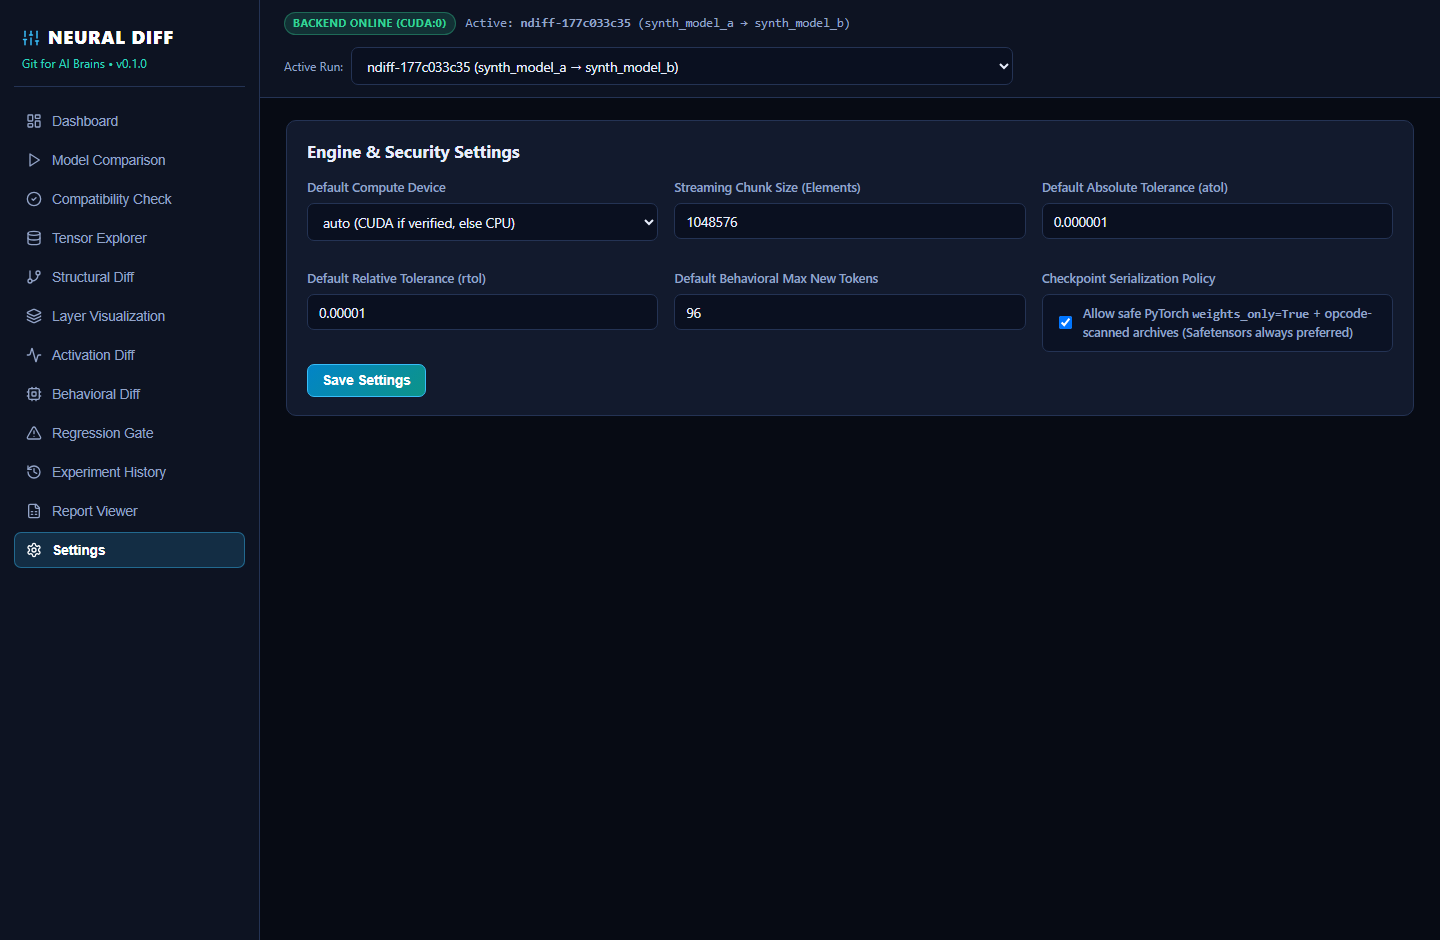 NEURAL DIFF
Git for AI Brains • v0.1.0
Dashboard
Model Comparison
Compatibility Check
Tensor Explorer
Structural Diff
Layer Visualization
Activation Diff
Behavioral Diff
Regression Gate
Experiment History
Report Viewer
Settings
BACKEND ONLINE (CUDA:0) Active: ndiff-177c033c35 (synth_model_a → synth_model_b)
Active Run: ndiff-177c033c35 (synth_model_a → synth_model_b)
Engine & Security Settings
Default Compute Device
auto (CUDA if verified, else CPU)
Streaming Chunk Size (Elements)
1048576
Default Absolute Tolerance (atol)
0.000001
Default Relative Tolerance (rtol)
0.00001
Default Behavioral Max New Tokens
96
Checkpoint Serialization Policy
Allow safe PyTorch weights_only=True + opcode-
scanned archives (Safetensors always preferred)
Save Settings